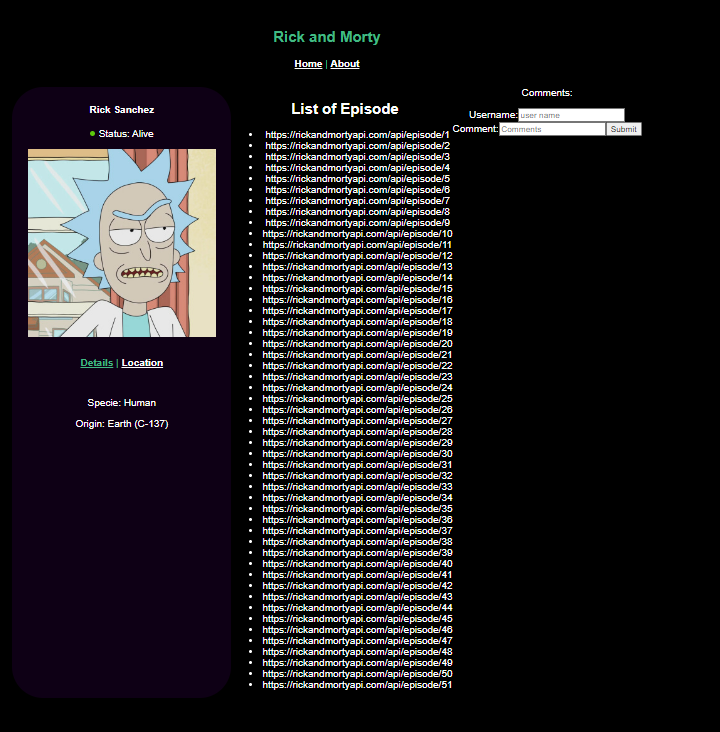 Rick and Morty
Home | About
Rick Sanchez
Status: Alive
Details | Location
Specie: Human
Origin: Earth (C-137)
List of Episode
https://rickandmortyapi.com/api/episode/1
https://rickandmortyapi.com/api/episode/2
https://rickandmortyapi.com/api/episode/3
https://rickandmortyapi.com/api/episode/4
https://rickandmortyapi.com/api/episode/5
https://rickandmortyapi.com/api/episode/6
https://rickandmortyapi.com/api/episode/7
https://rickandmortyapi.com/api/episode/8
https://rickandmortyapi.com/api/episode/9
https://rickandmortyapi.com/api/episode/10
https://rickandmortyapi.com/api/episode/11
https://rickandmortyapi.com/api/episode/12
https://rickandmortyapi.com/api/episode/13
https://rickandmortyapi.com/api/episode/14
https://rickandmortyapi.com/api/episode/15
https://rickandmortyapi.com/api/episode/16
https://rickandmortyapi.com/api/episode/17
https://rickandmortyapi.com/api/episode/18
https://rickandmortyapi.com/api/episode/19
https://rickandmortyapi.com/api/episode/20
https://rickandmortyapi.com/api/episode/21
https://rickandmortyapi.com/api/episode/22
https://rickandmortyapi.com/api/episode/23
https://rickandmortyapi.com/api/episode/24
https://rickandmortyapi.com/api/episode/25
https://rickandmortyapi.com/api/episode/26
https://rickandmortyapi.com/api/episode/27
https://rickandmortyapi.com/api/episode/28
https://rickandmortyapi.com/api/episode/29
https://rickandmortyapi.com/api/episode/30
https://rickandmortyapi.com/api/episode/31
https://rickandmortyapi.com/api/episode/32
https://rickandmortyapi.com/api/episode/33
https://rickandmortyapi.com/api/episode/34
https://rickandmortyapi.com/api/episode/35
https://rickandmortyapi.com/api/episode/36
https://rickandmortyapi.com/api/episode/37
https://rickandmortyapi.com/api/episode/38
https://rickandmortyapi.com/api/episode/39
https://rickandmortyapi.com/api/episode/40
https://rickandmortyapi.com/api/episode/41
https://rickandmortyapi.com/api/episode/42
https://rickandmortyapi.com/api/episode/43
https://rickandmortyapi.com/api/episode/44
https://rickandmortyapi.com/api/episode/45
https://rickandmortyapi.com/api/episode/46
https://rickandmortyapi.com/api/episode/47
https://rickandmortyapi.com/api/episode/48
https://rickandmortyapi.com/api/episode/49
https://rickandmortyapi.com/api/episode/50
https://rickandmortyapi.com/api/episode/51
Comments:
Username: user name
Comment: Comments Submit